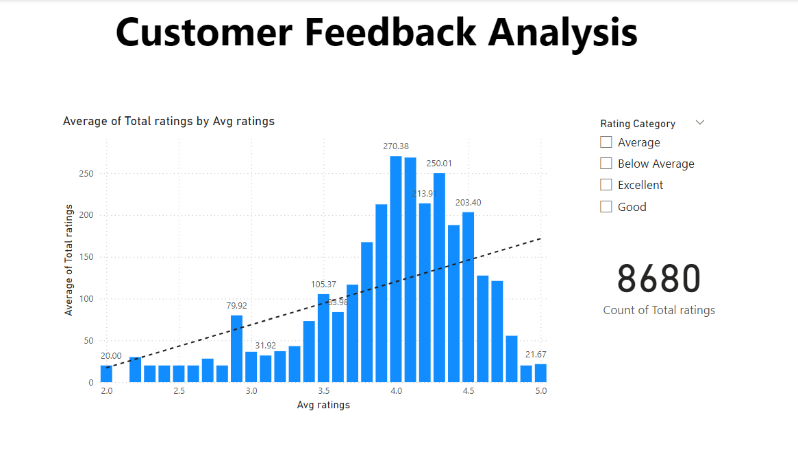 Customer Feedback Analysis
Average of Total ratings by Avg ratings
Rating Category
Average
Below Average
Excellent
Good
8680
Count of Total ratings
Average of Total ratings
250
200
150
100
50
0
20.00
79.92
31.92
105.37
270.38
213.91
250.01
203.40
21.67
2.0
2.5
3.0
3.5
4.0
4.5
5.0
Avg ratings